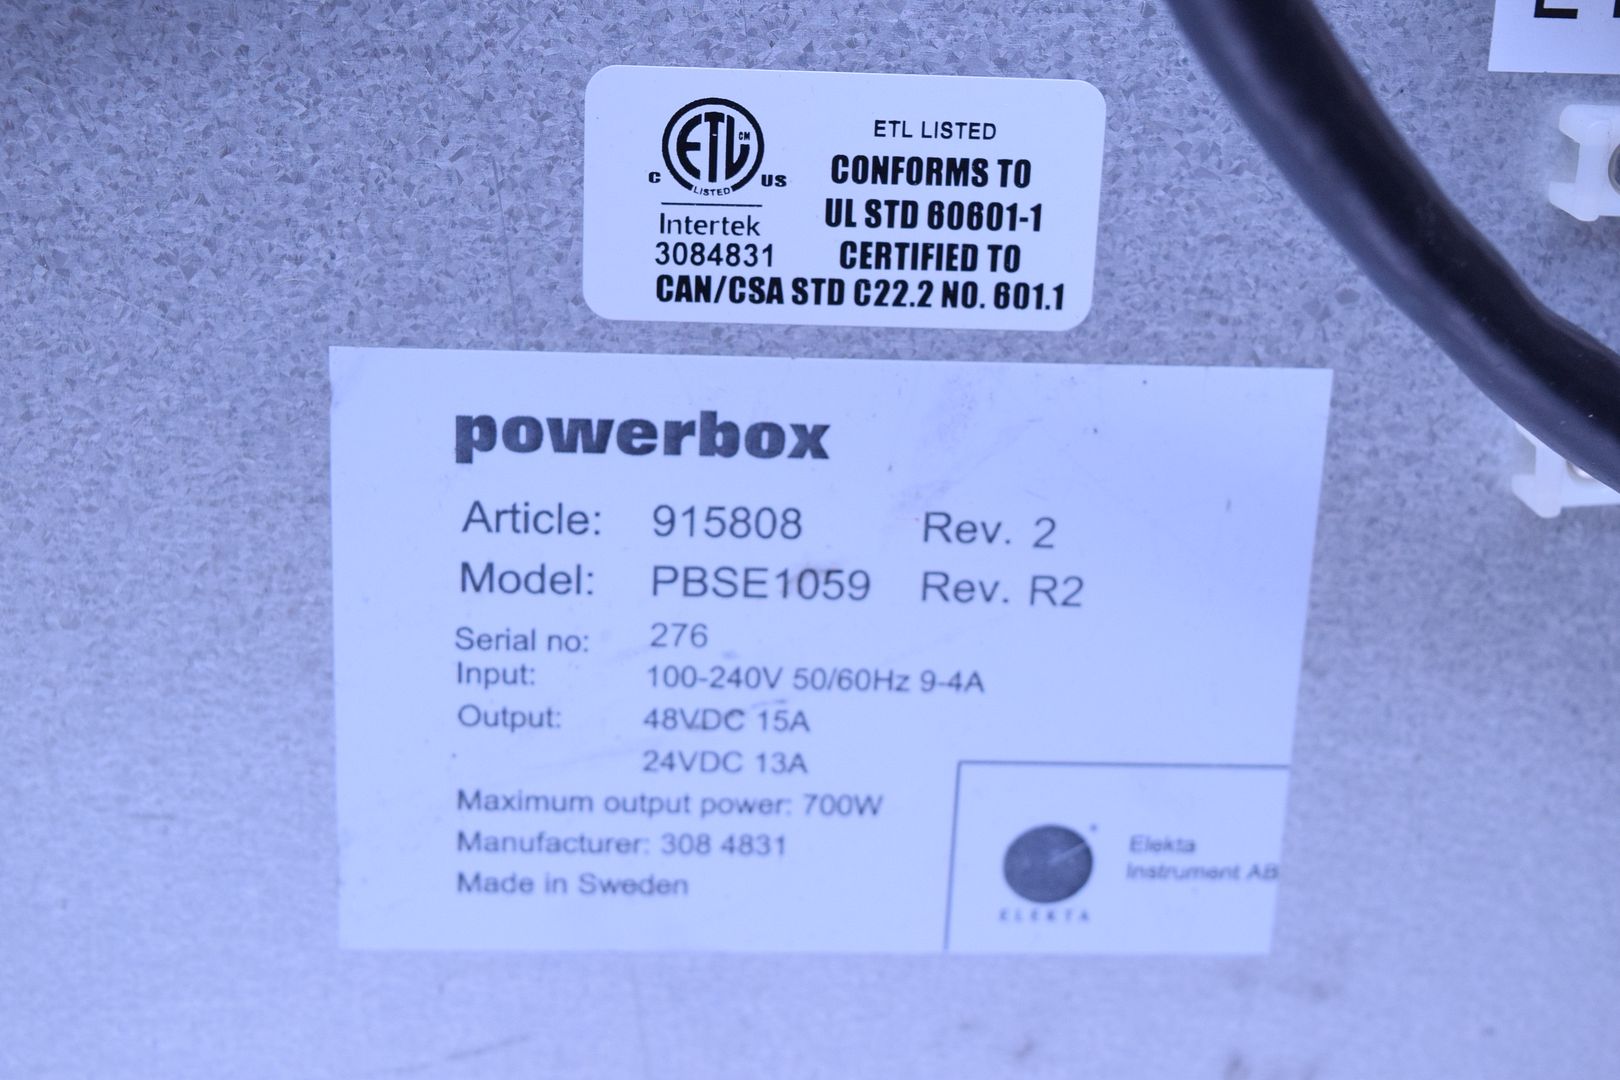 ETL CM
LISTED
C US
Intertek
3084831
ETL LISTED
CONFORMS TO
UL STD 60601-1
CERTIFIED TO
CAN/CSA STD C22.2 NO. 601.1
powerbox
Article: 915808 Rev. 2
Model: PBSE1059 Rev. R2
Serial no: 276
Input: 100-240V 50/60Hz 9-4A
Output: 48VDC 15A
24VDC 13A
Maximum output power: 700W
Manufacturer: 308 4831
Made in Sweden
Elekta
Instrument AB
ELEKTA